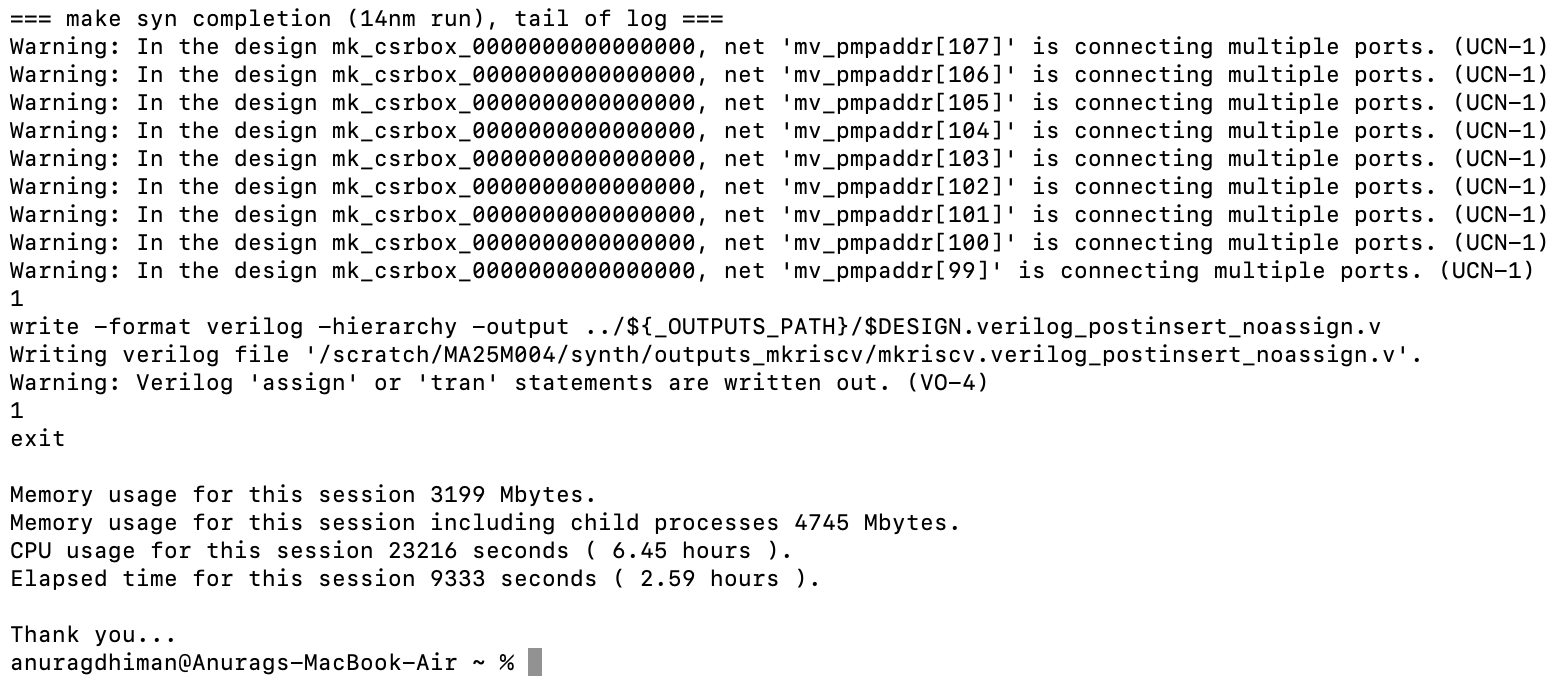 === make syn completion (14nm run), tail of log ===
Warning: In the design mk_csrbox_0000000000000000, net 'mv_pmpaddr[107]' is connecting multiple ports. (UCN-1)
Warning: In the design mk_csrbox_0000000000000000, net 'mv_pmpaddr[106]' is connecting multiple ports. (UCN-1)
Warning: In the design mk_csrbox_0000000000000000, net 'mv_pmpaddr[105]' is connecting multiple ports. (UCN-1)
Warning: In the design mk_csrbox_0000000000000000, net 'mv_pmpaddr[104]' is connecting multiple ports. (UCN-1)
Warning: In the design mk_csrbox_0000000000000000, net 'mv_pmpaddr[103]' is connecting multiple ports. (UCN-1)
Warning: In the design mk_csrbox_0000000000000000, net 'mv_pmpaddr[102]' is connecting multiple ports. (UCN-1)
Warning: In the design mk_csrbox_0000000000000000, net 'mv_pmpaddr[101]' is connecting multiple ports. (UCN-1)
Warning: In the design mk_csrbox_0000000000000000, net 'mv_pmpaddr[100]' is connecting multiple ports. (UCN-1)
Warning: In the design mk_csrbox_0000000000000000, net 'mv_pmpaddr[99]' is connecting multiple ports. (UCN-1)
1
write -format verilog -hierarchy -output ../${_OUTPUTS_PATH}/$DESIGN.verilog_postinsert_noassign.v
Writing verilog file '/scratch/MA25M004/synth/outputs_mkriscv/mkriscv.verilog_postinsert_noassign.v'.
Warning: Verilog 'assign' or 'tran' statements are written out. (VO-4)
1
exit

Memory usage for this session 3199 Mbytes.
Memory usage for this session including child processes 4745 Mbytes.
CPU usage for this session 23216 seconds ( 6.45 hours ).
Elapsed time for this session 9333 seconds ( 2.59 hours ).

Thank you...
anuragdhiman@Anurags-MacBook-Air ~ %